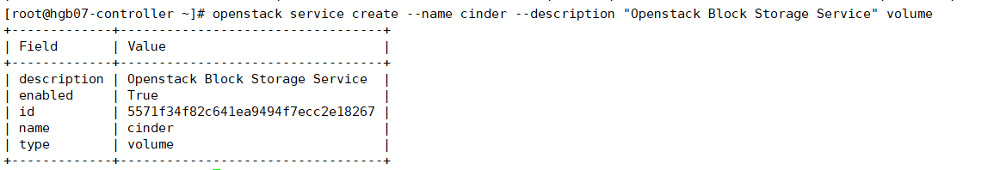 [root@hgb07-controller ~]# openstack service create --name cinder --description "Openstack Block Storage Service" volume
+-------------+----------------------------------+
| Field       | Value                            |
+-------------+----------------------------------+
| description | Openstack Block Storage Service  |
| enabled     | True                             |
| id          | 5571f34f82c641ea9494f7ecc2e18267 |
| name        | cinder                           |
| type        | volume                           |
+-------------+----------------------------------+